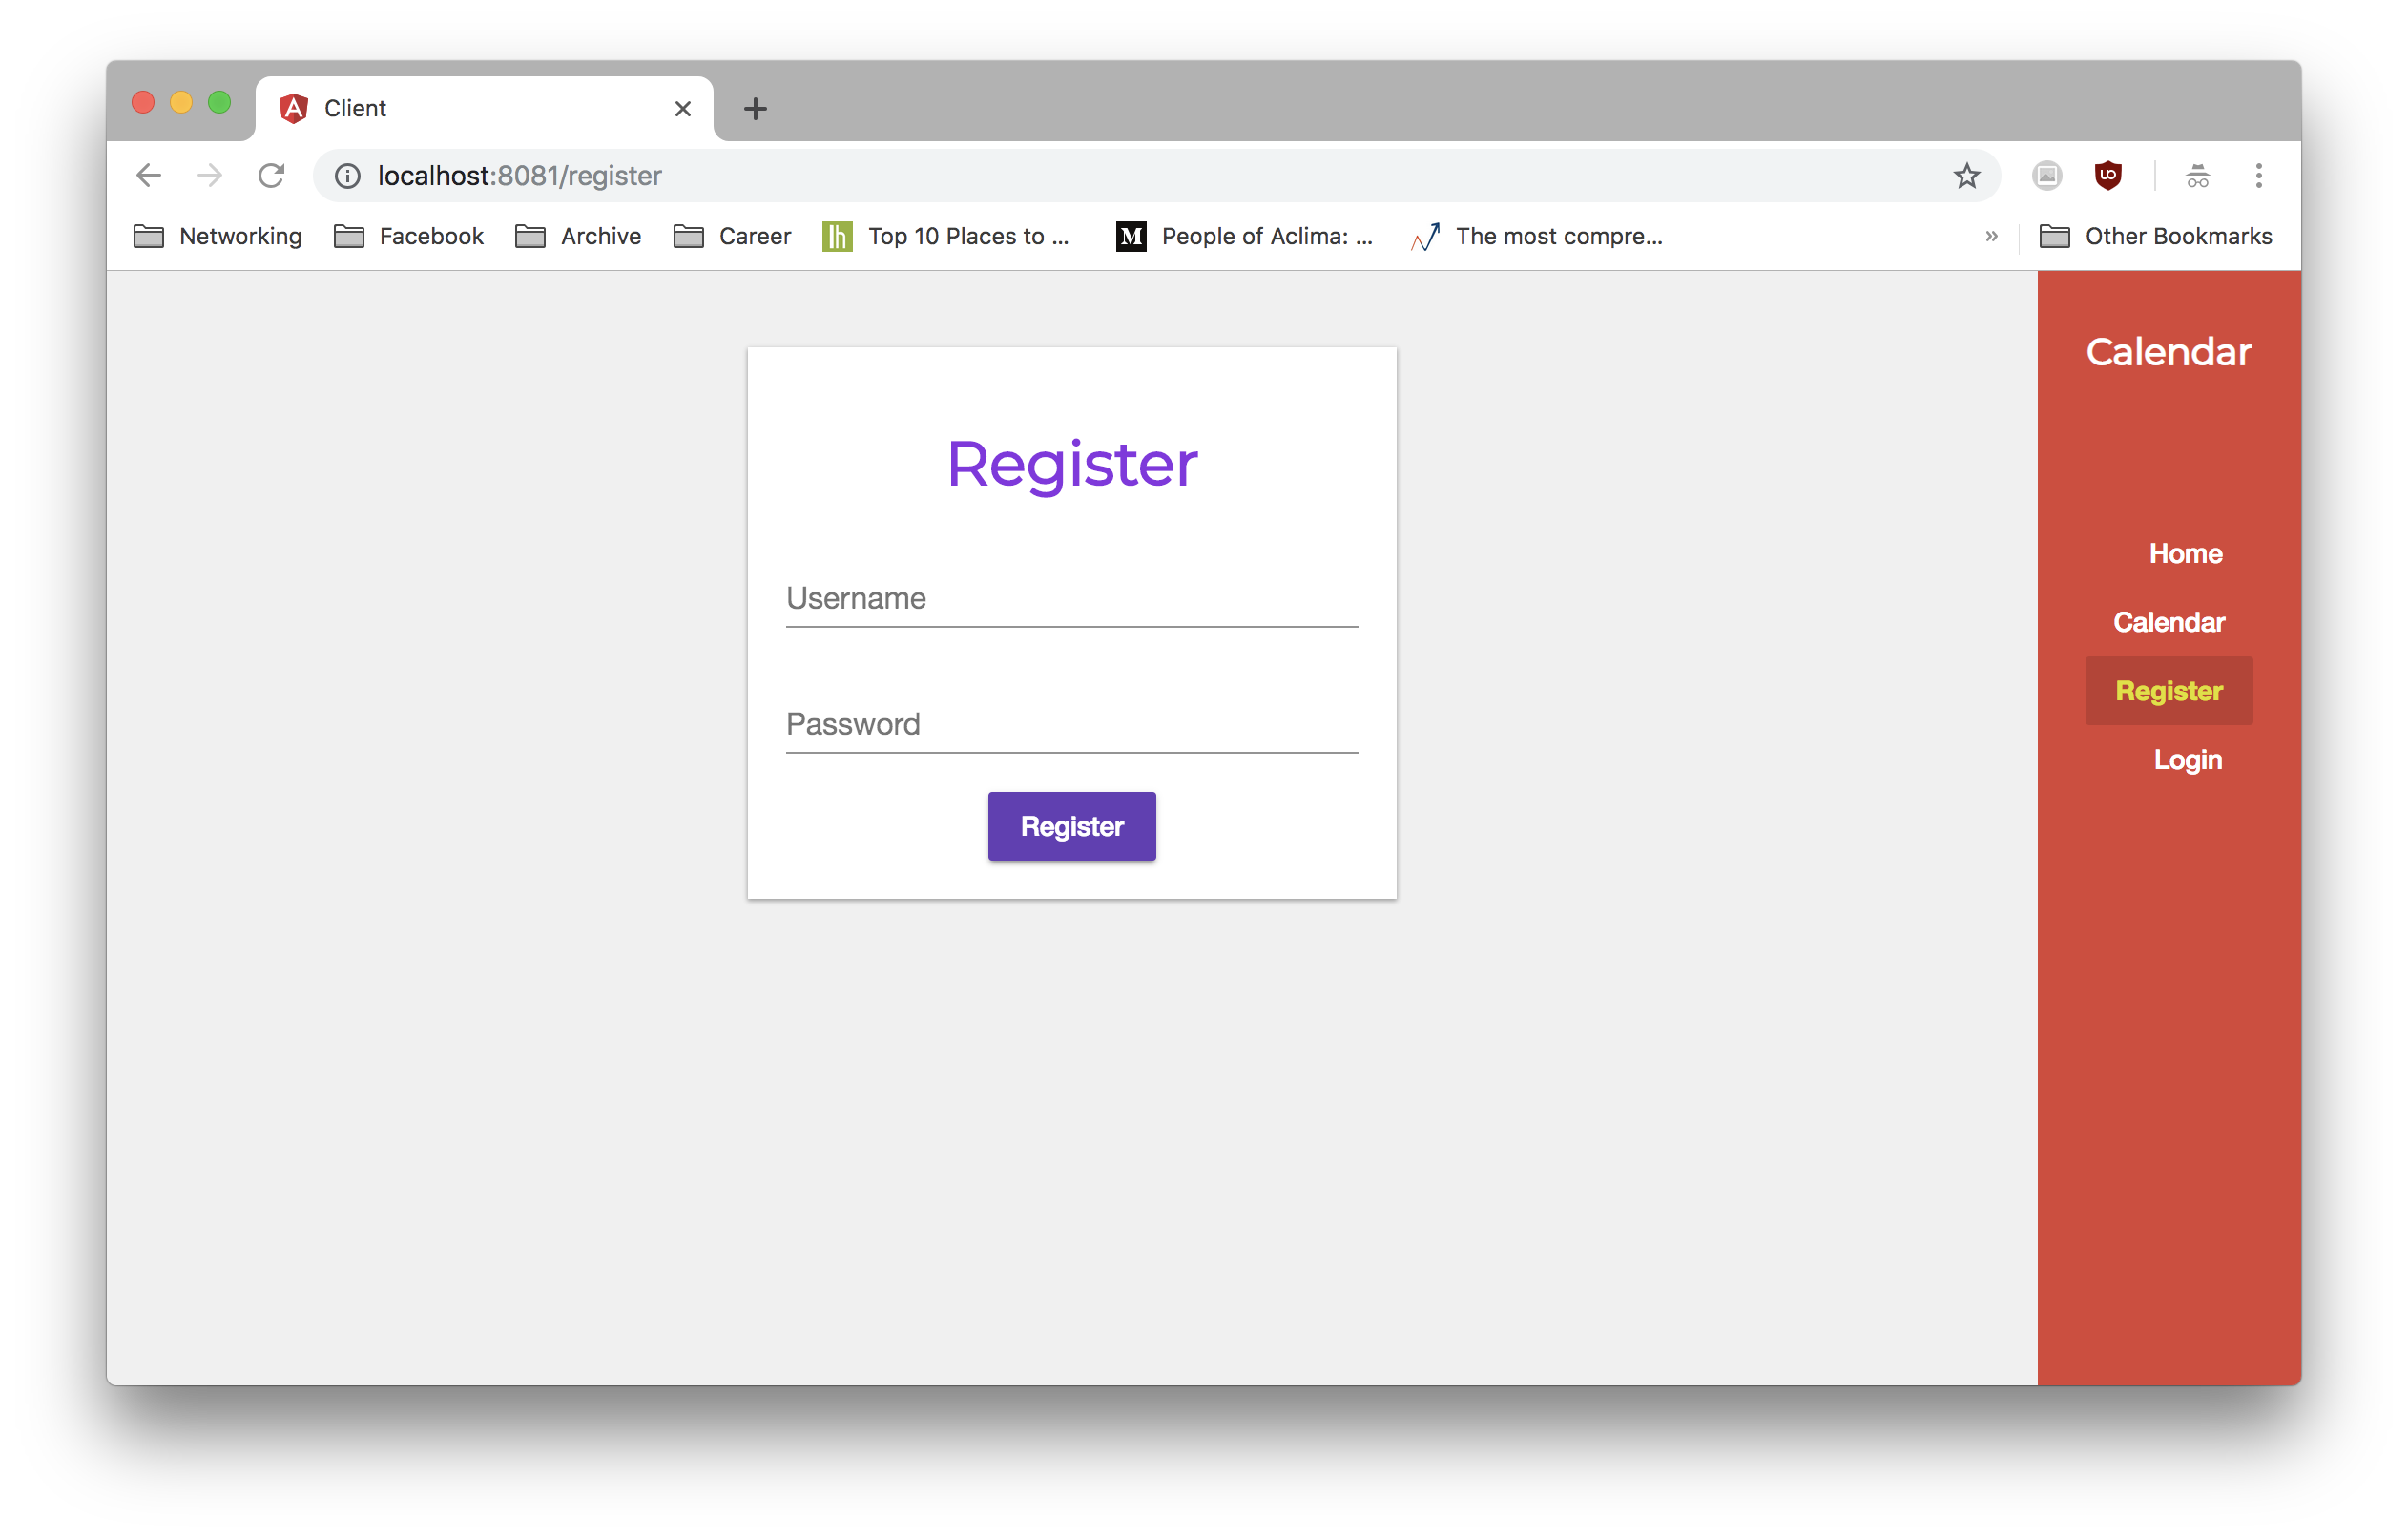 Client
localhost:8081/register
Networking
Facebook
Archive
Career
lh
Top 10 Places to ...
M
People of Aclima: ...
The most compre...
»
Other Bookmarks
Calendar
Register
Username
Password
Register
Home
Calendar
Register
Login